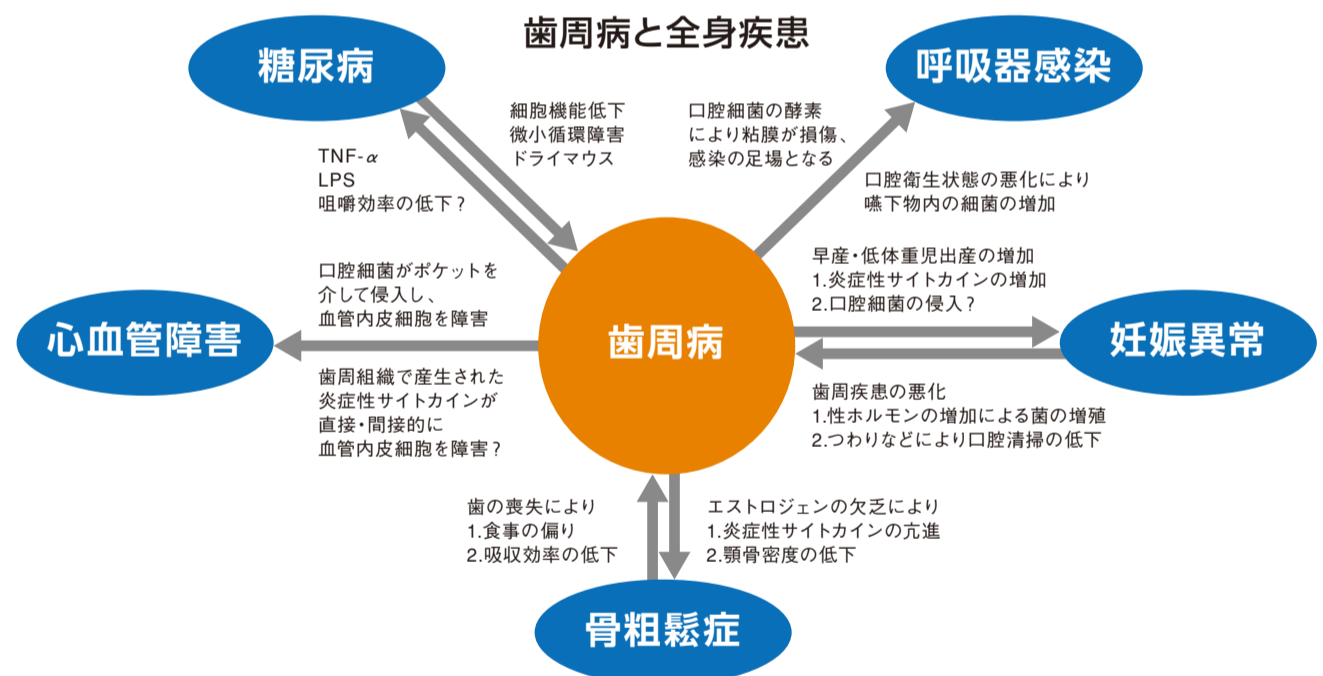 歯周病と全身疾患
糖尿病
呼吸器感染
細胞機能低下
微小循環障害
ドライマウス
口腔細菌の酵素
により粘膜が損傷、
感染の足場となる
TNF-α
LPS
咀嚼効率の低下？
口腔衛生状態の悪化により
嚥下物内の細菌の増加
口腔細菌がポケットを
介して侵入し、
血管内皮細胞を障害
早産・低体重児出産の増加
1.炎症性サイトカインの増加
2.口腔細菌の侵入？
心血管障害
歯周病
妊娠異常
歯周組織で産生された
炎症性サイトカインが
直接・間接的に
血管内皮細胞を障害？
歯周疾患の悪化
1.性ホルモンの増加による菌の増殖
2.つわりなどにより口腔清掃の低下
歯の喪失により
1.食事の偏り
2.吸収効率の低下
エストロジェンの欠乏により
1.炎症性サイトカインの亢進
2.顎骨密度の低下
骨粗鬆症